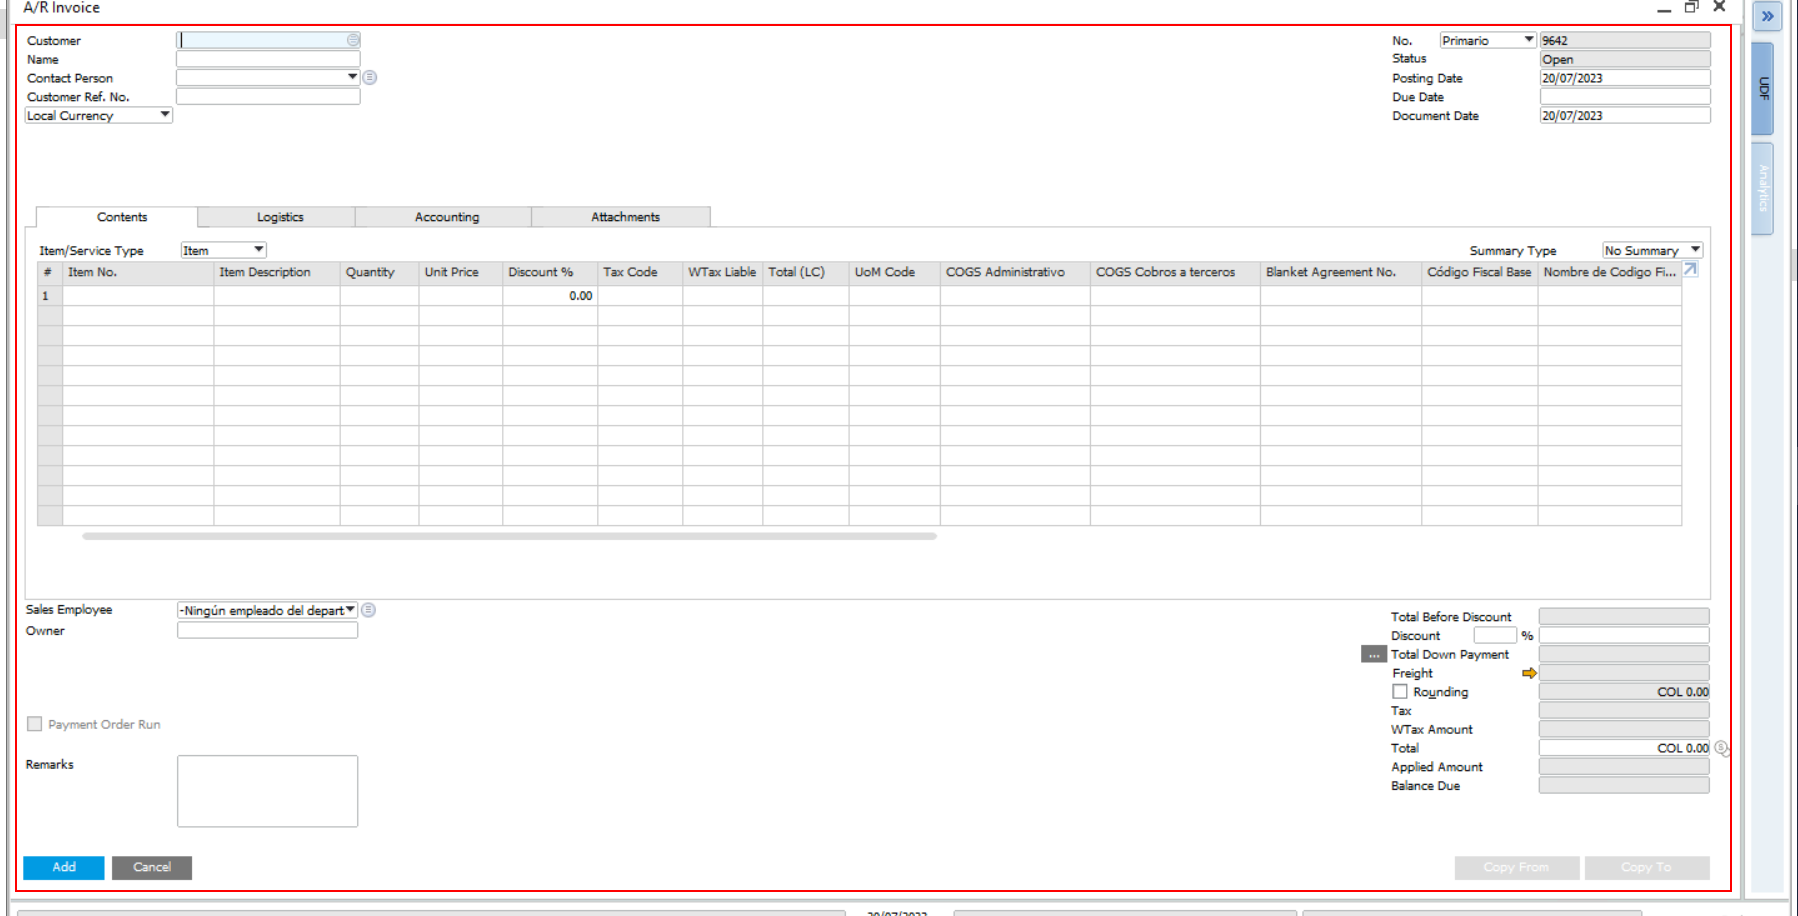 A/R Invoice
Customer
Name
Contact Person
Customer Ref. No.
Local Currency
No. Primario 9642
Status Open
Posting Date 20/07/2023
Due Date
Document Date 20/07/2023
UDF
Analytics
Contents Logistics Accounting Attachments
Item/Service Type Item Summary Type No Summary
# Item No. Item Description Quantity Unit Price Discount % Tax Code WTax Liable Total (LC) UoM Code COGS Administrativo COGS Cobros a terceros Blanket Agreement No. Código Fiscal Base Nombre de Codigo Fi...
1 0.00
Sales Employee -Ningún empleado del depart
Owner
Payment Order Run
Remarks
Total Before Discount
Discount %
... Total Down Payment
Freight
Rounding COL 0.00
Tax
WTax Amount
Total COL 0.00
Applied Amount
Balance Due
Add Cancel Copy From Copy To
20/07/2023